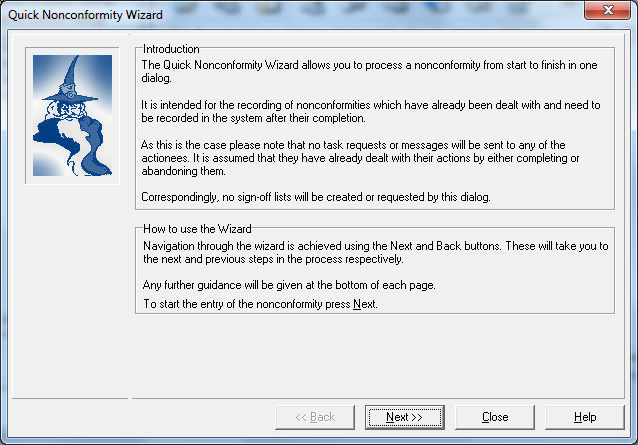 Quick Nonconformity Wizard
Introduction
The Quick Nonconformity Wizard allows you to process a nonconformity from start to finish in one
dialog.
It is intended for the recording of nonconformities which have already been dealt with and need to
be recorded in the system after their completion.
As this is the case please note that no task requests or messages will be sent to any of the
actionees. It is assumed that they have already dealt with their actions by either completing or
abandoning them.
Correspondingly, no sign-off lists will be created or requested by this dialog.
How to use the Wizard
Navigation through the wizard is achieved using the Next and Back buttons. These will take you to
the next and previous steps in the process respectively.
Any further guidance will be given at the bottom of each page.
To start the entry of the nonconformity press Next.
<< Back
Next >>
Close
Help